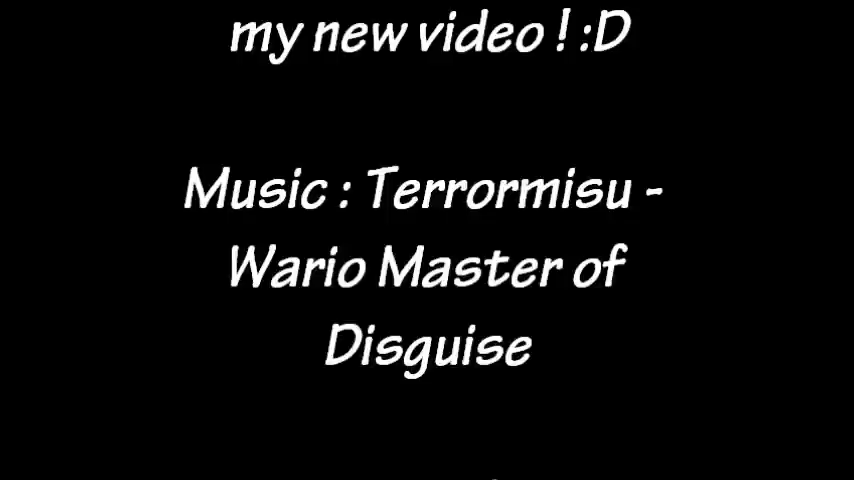 my new video ! :D
Music : Terrormisu -
Wario Master of
Disguise